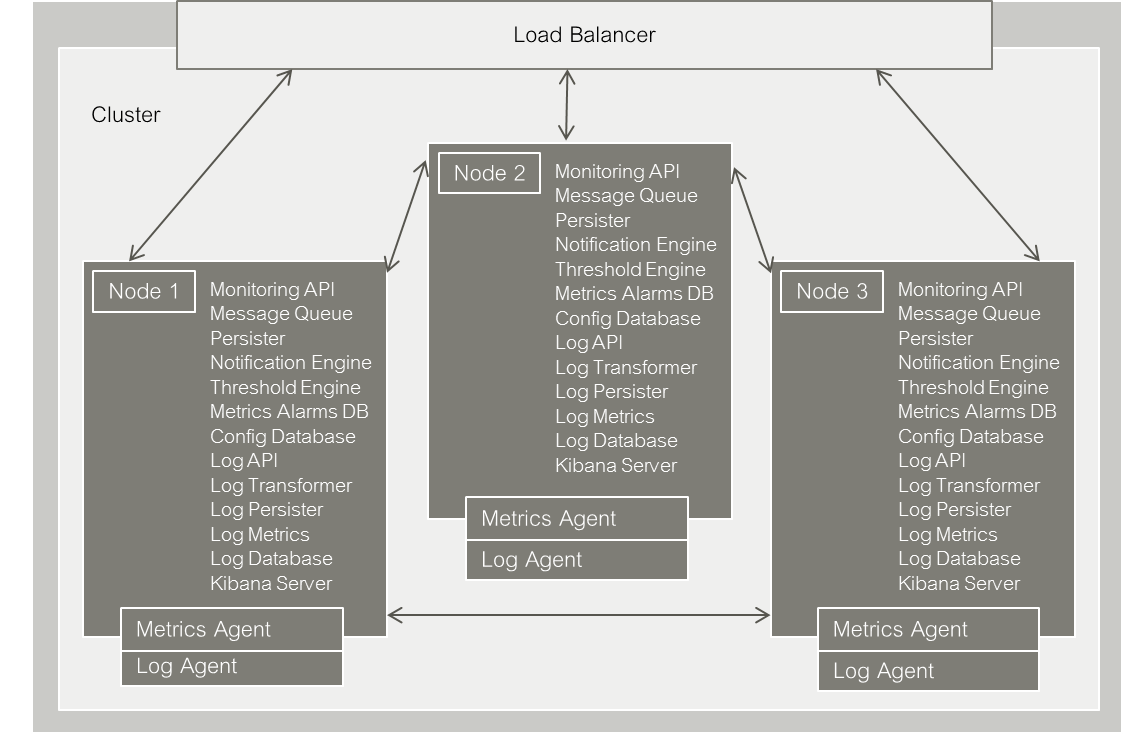 Load Balancer
Cluster
Node 1
Monitoring API
Message Queue
Persister
Notification Engine
Threshold Engine
Metrics Alarms DB
Config Database
Log API
Log Transformer
Log Persister
Log Metrics
Log Database
Kibana Server
Metrics Agent
Log Agent
Node 2
Monitoring API
Message Queue
Persister
Notification Engine
Threshold Engine
Metrics Alarms DB
Config Database
Log API
Log Transformer
Log Persister
Log Metrics
Log Database
Kibana Server
Metrics Agent
Log Agent
Node 3
Monitoring API
Message Queue
Persister
Notification Engine
Threshold Engine
Metrics Alarms DB
Config Database
Log API
Log Transformer
Log Persister
Log Metrics
Log Database
Kibana Server
Metrics Agent
Log Agent